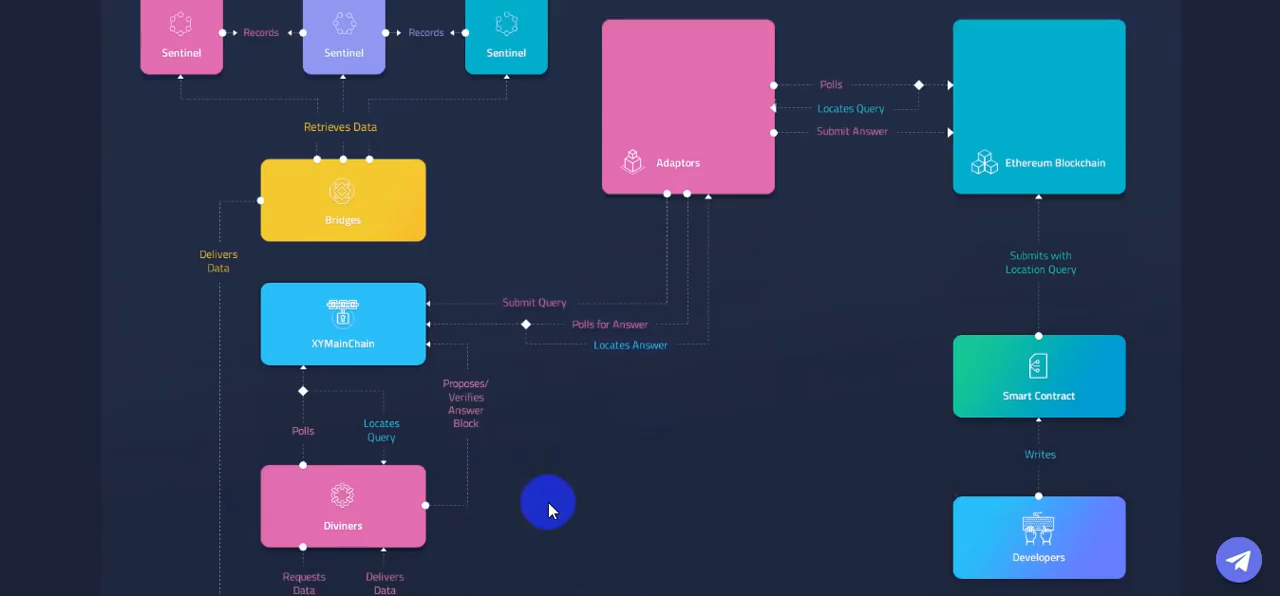 Sentinel
Records
Sentinel
Records
Sentinel
Retrieves Data
Bridges
Delivers
Data
XYMainChain
Submit Query
Polls for Answer
Locates Answer
Proposes/
Verifies
Answer
Block
Polls
Locates
Query
Diviners
Requests
Data
Delivers
Data
Adaptors
Polls
Locates Query
Submit Answer
Ethereum Blockchain
Submits with
Location Query
Smart Contract
Writes
Developers